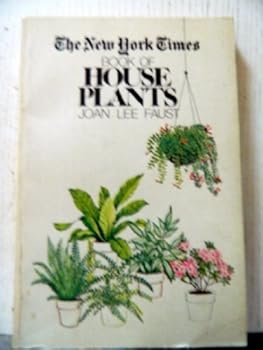 The New York Times
BOOK OF
HOUSE
PLANTS
JOAN LEE FAUST